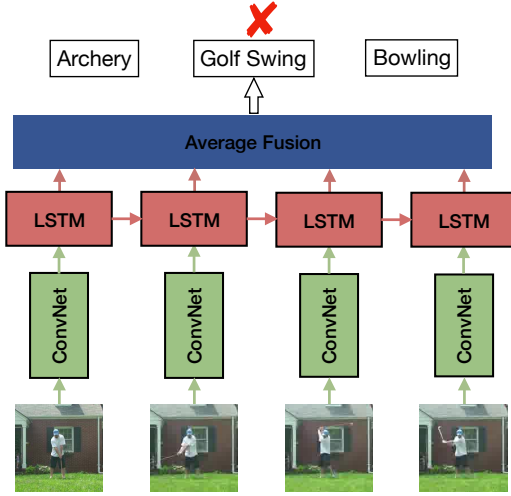 Archery
Golf Swing
Bowling
Average Fusion
LSTM
LSTM
LSTM
LSTM
ConvNet
ConvNet
ConvNet
ConvNet